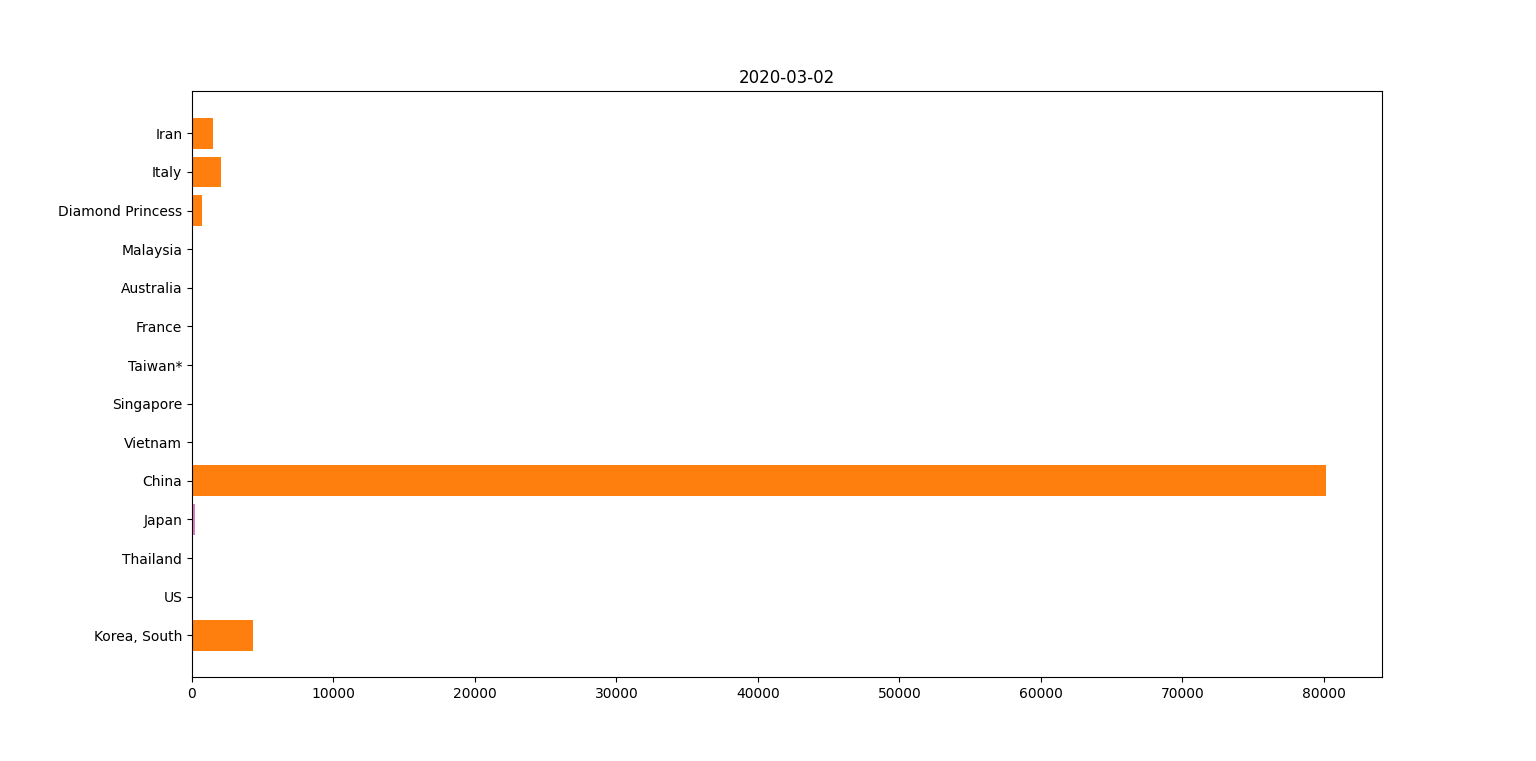 2020-03-02
Iran
Italy
Diamond Princess
Malaysia
Australia
France
Taiwan*
Singapore
Vietnam
China
Japan
Thailand
US
Korea, South
0 10000 20000 30000 40000 50000 60000 70000 80000